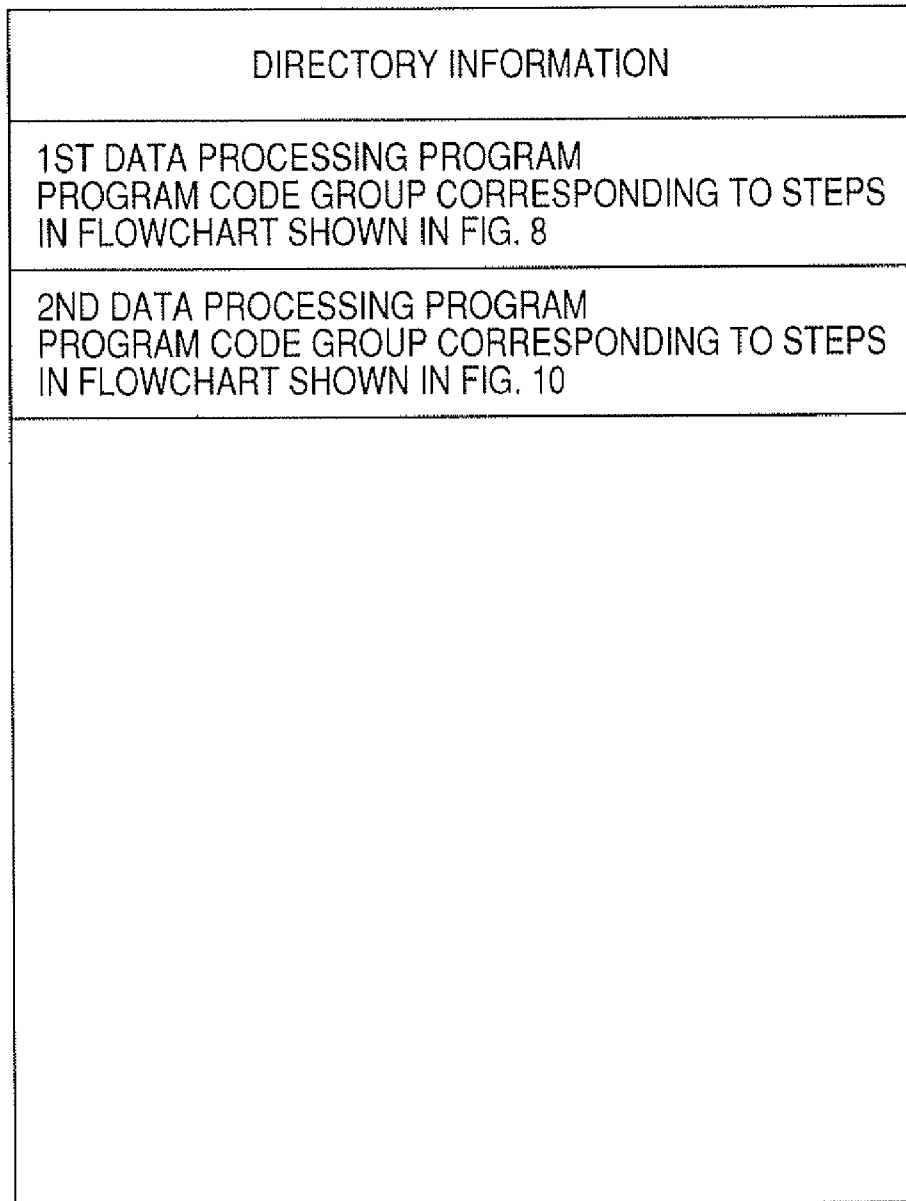 DIRECTORY INFORMATION
1ST DATA PROCESSING PROGRAM
PROGRAM CODE GROUP CORRESPONDING TO STEPS
IN FLOWCHART SHOWN IN FIG. 8
2ND DATA PROCESSING PROGRAM
PROGRAM CODE GROUP CORRESPONDING TO STEPS
IN FLOWCHART SHOWN IN FIG. 10